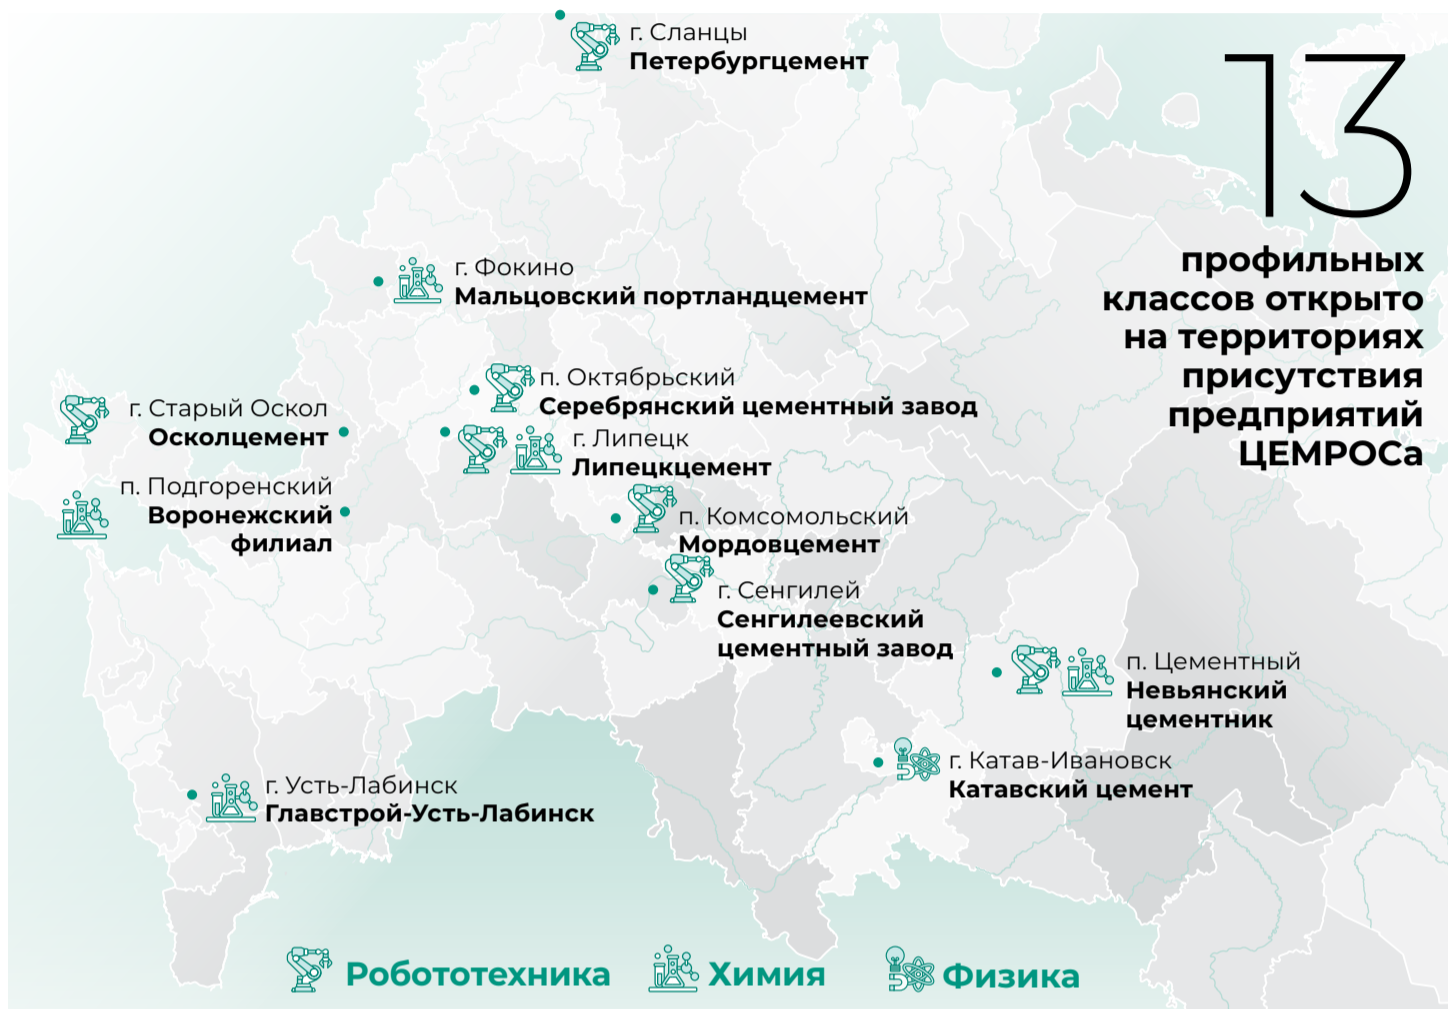 г. Сланцы
Петербургцемент
13
профильных
классов открыто
на территориях
присутствия
предприятий
ЦЕМРОСа
г. Фокино
Мальцовский портландцемент
п. Октябрьский
Серебрянский цементный завод
г. Старый Оскол
Осколцемент
г. Липецк
Липецкцемент
п. Подгоренский
Воронежский
филиал
п. Комсомольский
Мордовцемент
г. Сенгилей
Сенгилеевский
цементный завод
п. Цементный
Невьянский
цементник
г. Катав-Ивановск
Катавский цемент
г. Усть-Лабинск
Главстрой-Усть-Лабинск
Робототехника
Химия
Физика